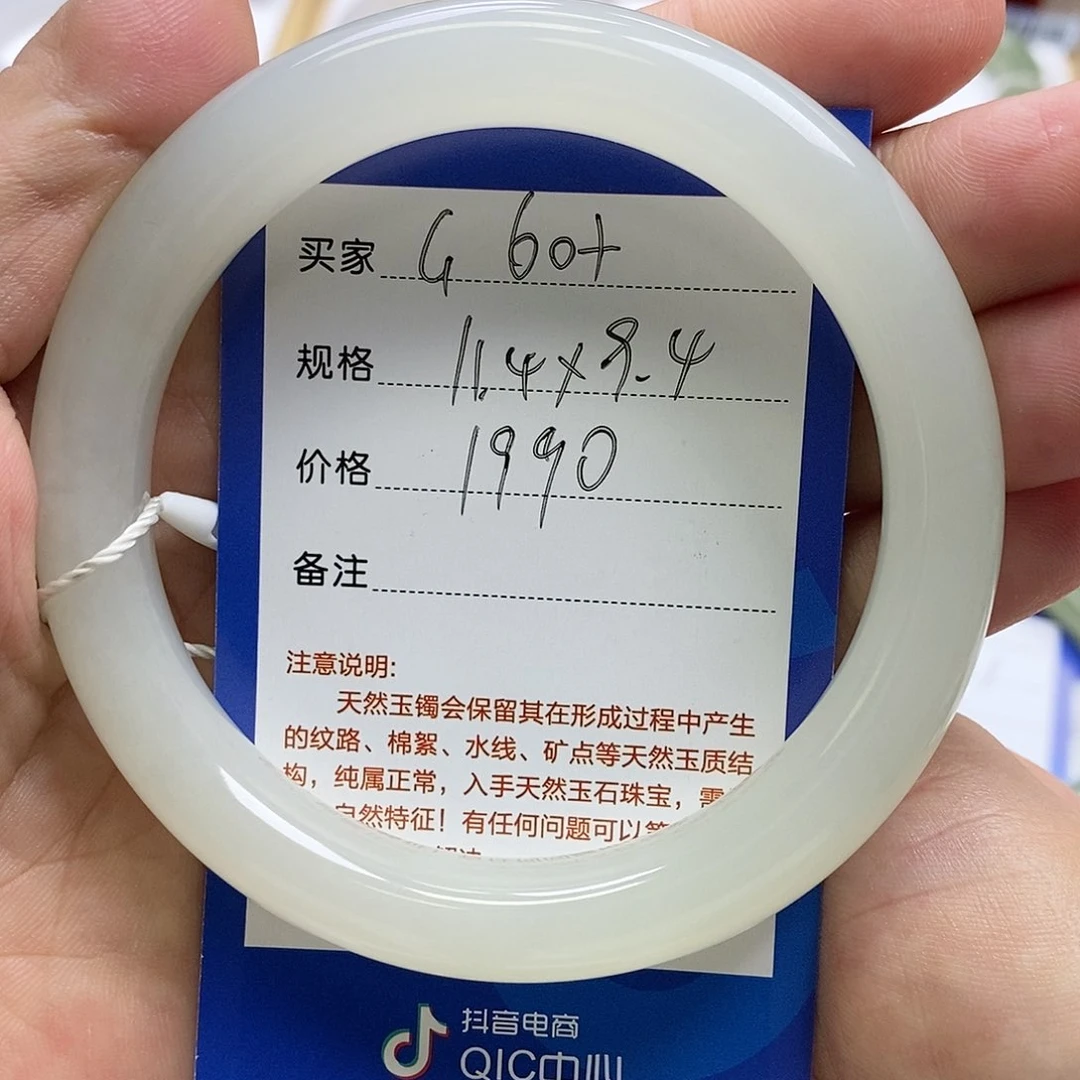 买家 G 60+
规格 11.4×9.4
价格 1990
备注
注意说明:
天然玉镯会保留其在形成过程中产生
的纹路、棉絮、水线、矿点等天然玉质结
构，纯属正常，入手天然玉石珠宝，需
自然特征！有任何问题可以
抖音电商
QIC中心